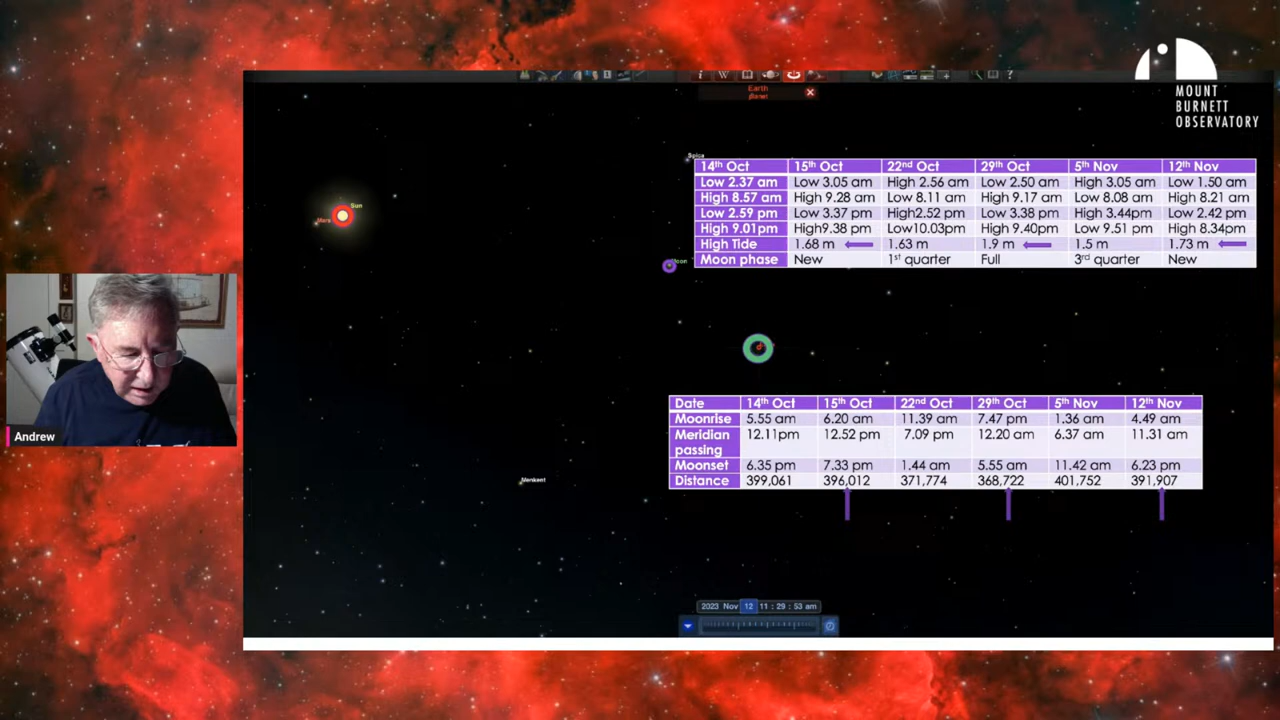 MOUNT
BURNETT
OBSERVATORY
Earth
planet
Spica
Sun
Mars
Moon
14th Oct 15th Oct 22nd Oct 29th Oct 5th Nov 12th Nov
Low 2.37 am Low 3.05 am High 2.56 am Low 2.50 am High 3.05 am Low 1.50 am
High 8.57 am High 9.28 am Low 8.11 am High 9.17 am Low 8.08 am High 8.21 am
Low 2.59 pm Low 3.37 pm High2.52 pm Low 3.38 pm High 3.44pm Low 2.42 pm
High 9.01pm High9.38 pm Low10.03pm High 9.40pm Low 9.51 pm High 8.34pm
High Tide 1.68 m 1.63 m 1.9 m 1.5 m 1.73 m
Moon phase New 1st quarter Full 3rd quarter New
Date 14th Oct 15th Oct 22nd Oct 29th Oct 5th Nov 12th Nov
Moonrise 5.55 am 6.20 am 11.39 am 7.47 pm 1.36 am 4.49 am
Meridian passing 12.11pm 12.52 pm 7.09 pm 12.20 am 6.37 am 11.31 am
Moonset 6.35 pm 7.33 pm 1.44 am 5.55 am 11.42 am 6.23 pm
Distance 399,061 396,012 371,774 368,722 401,752 391,907
Andrew
Menkent
2023 Nov 12 11 : 29 : 53 am